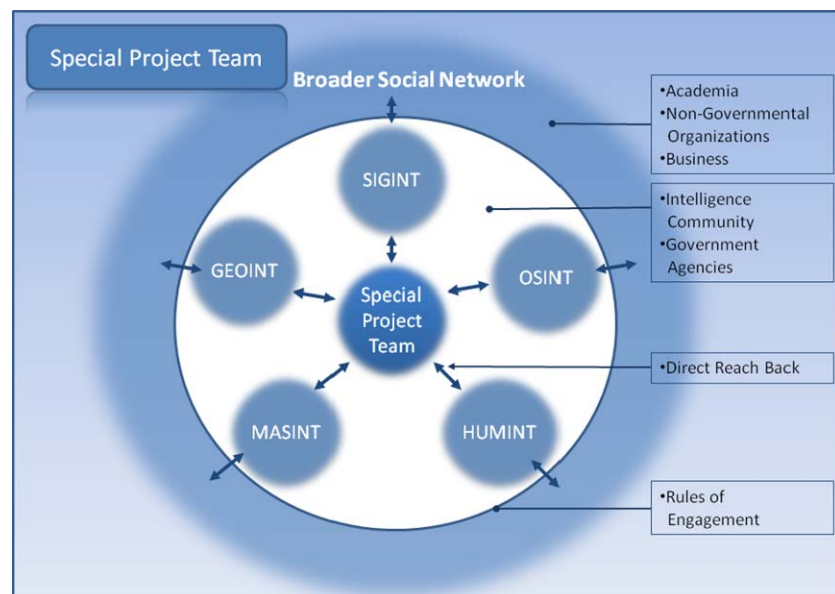 Special Project Team
Broader Social Network
•Academia
•Non-Governmental
Organizations
•Business
SIGINT
•Intelligence
Community
•Government
Agencies
GEOINT
OSINT
Special
Project
Team
•Direct Reach Back
MASINT
HUMINT
•Rules of
Engagement